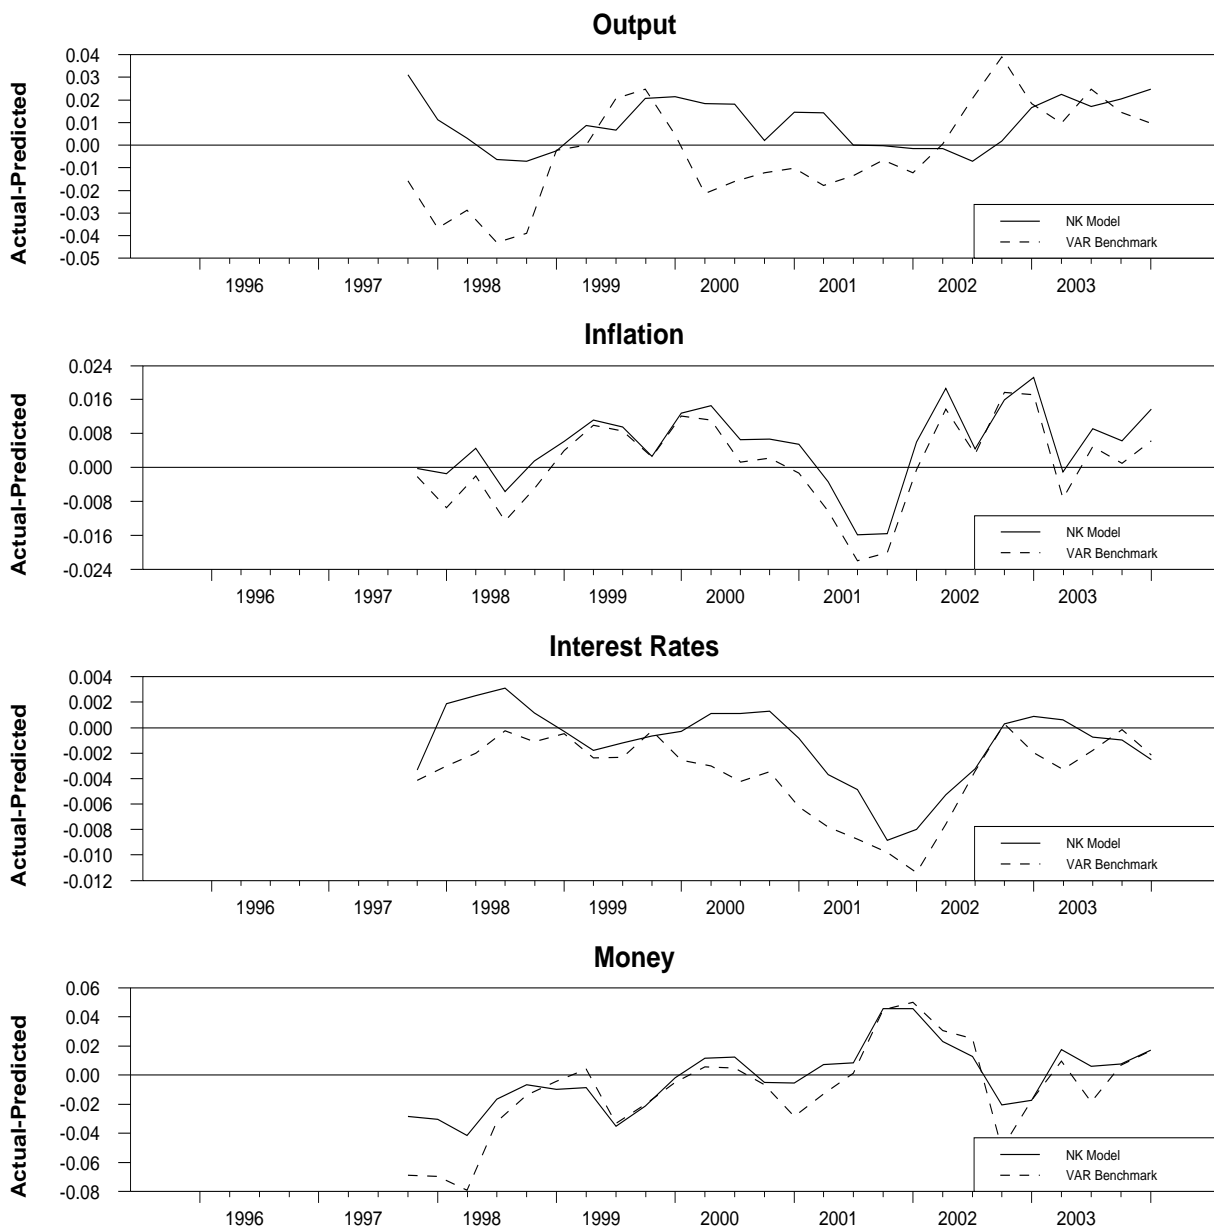 Output
Actual-Predicted
0.04
0.03
0.02
0.01
0.00
-0.01
-0.02
-0.03
-0.04
-0.05
NK Model
VAR Benchmark
1996 1997 1998 1999 2000 2001 2002 2003
Inflation
Actual-Predicted
0.024
0.016
0.008
0.000
-0.008
-0.016
-0.024
NK Model
VAR Benchmark
1996 1997 1998 1999 2000 2001 2002 2003
Interest Rates
Actual-Predicted
0.004
0.002
0.000
-0.002
-0.004
-0.006
-0.008
-0.010
-0.012
NK Model
VAR Benchmark
1996 1997 1998 1999 2000 2001 2002 2003
Money
Actual-Predicted
0.06
0.04
0.02
0.00
-0.02
-0.04
-0.06
-0.08
NK Model
VAR Benchmark
1996 1997 1998 1999 2000 2001 2002 2003